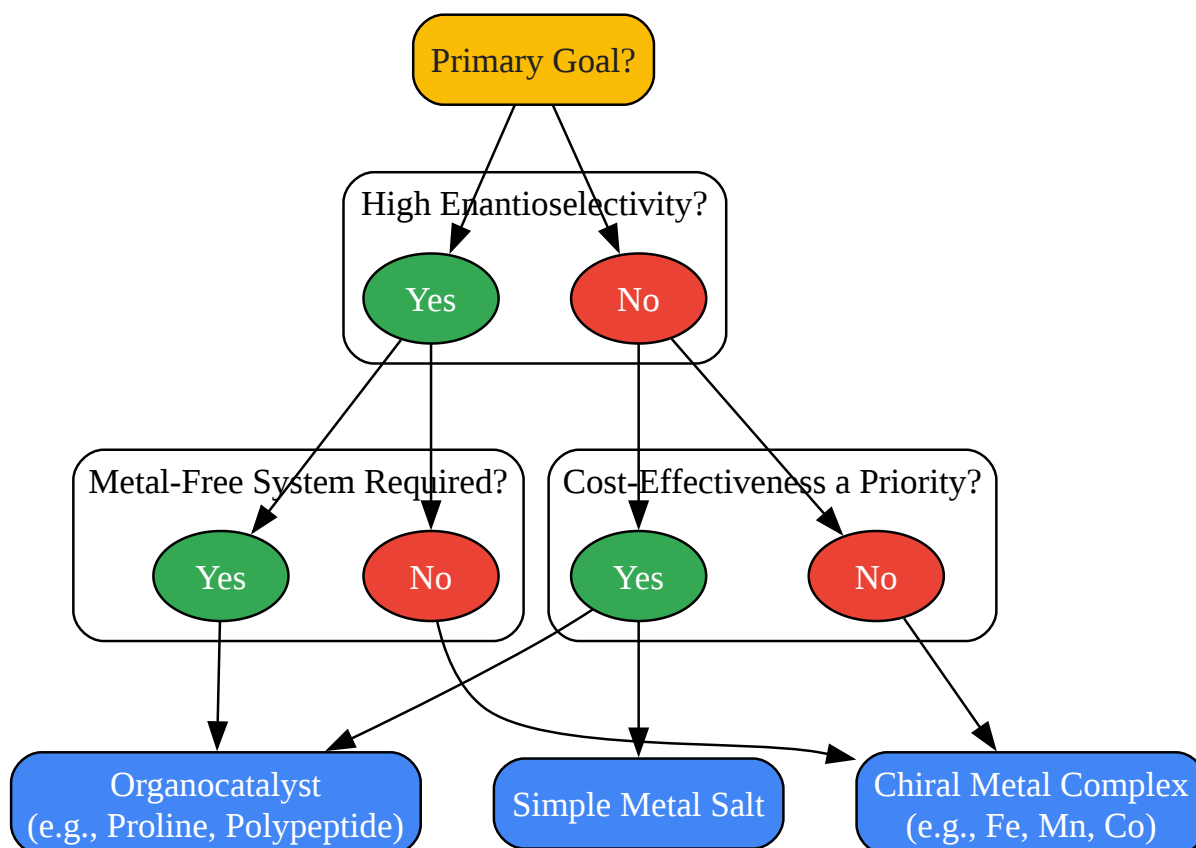 Primary Goal?
High Enantioselectivity?
Yes
No
Metal-Free System Required?
Cost-Effectiveness a Priority?
Yes
No
Yes
No
Organocatalyst
(e.g., Proline, Polypeptide)
Simple Metal Salt
Chiral Metal Complex
(e.g., Fe, Mn, Co)